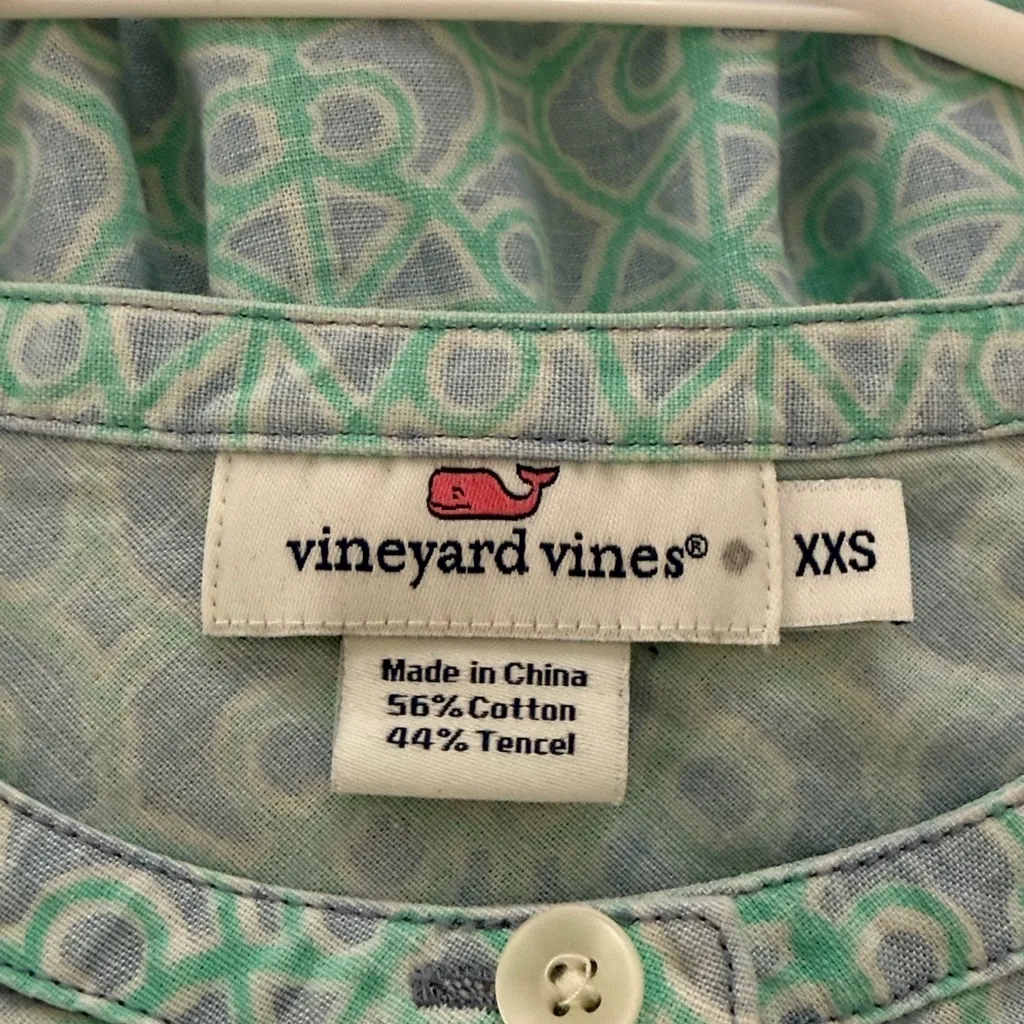 vineyard vines®
XXS
Made in China
56% Cotton
44% Tencel